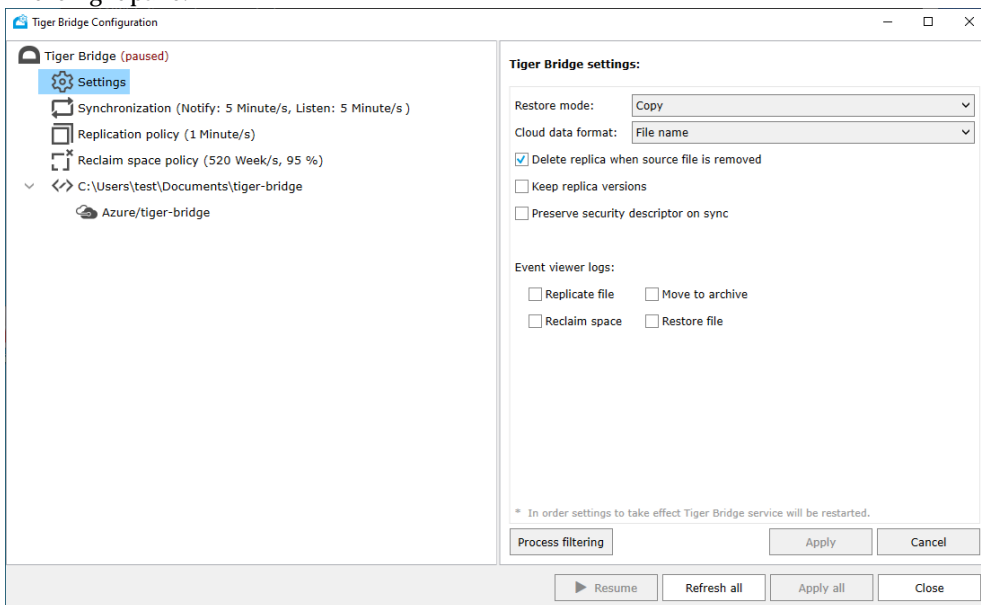 Tiger Bridge Configuration
Tiger Bridge (paused)
Settings
Synchronization (Notify: 5 Minute/s, Listen: 5 Minute/s )
Replication policy (1 Minute/s)
Reclaim space policy (520 Week/s, 95 %)
C:\Users\test\Documents\tiger-bridge
Azure/tiger-bridge
Tiger Bridge settings:
Restore mode: Copy
Cloud data format: File name
Delete replica when source file is removed
Keep replica versions
Preserve security descriptor on sync
Event viewer logs:
Replicate file Move to archive
Reclaim space Restore file
* In order settings to take effect Tiger Bridge service will be restarted.
Process filtering Apply Cancel
Resume Refresh all Apply all Close